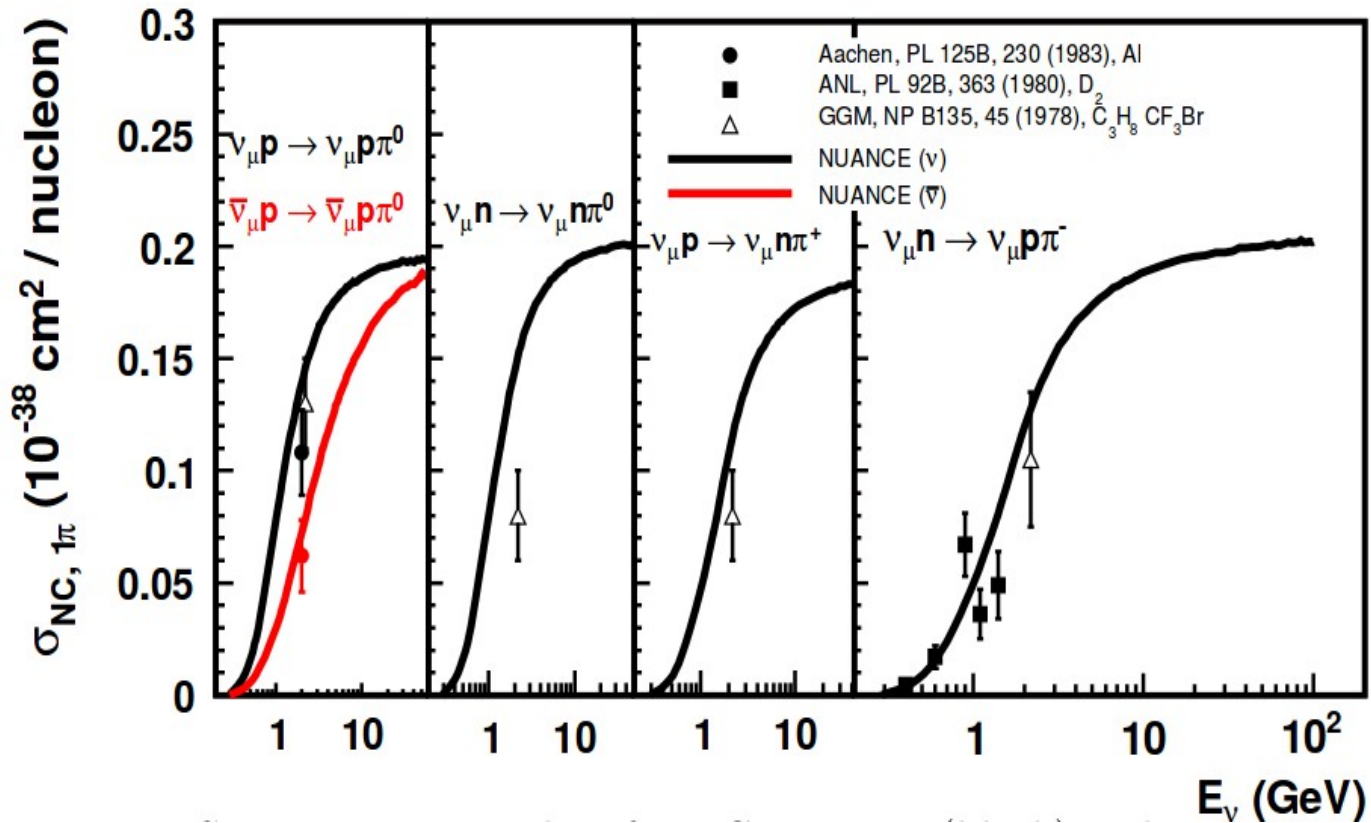 σNC, 1π (10-38 cm2 / nucleon)
0.3
0.25
0.2
0.15
0.1
0.05
0
νμp → νμpπ0
ν̅μp → ν̅μpπ0
νμn → νμnπ0
νμp → νμnπ+
νμn → νμpπ-
Aachen, PL 125B, 230 (1983), Al
ANL, PL 92B, 363 (1980), D2
GGM, NP B135, 45 (1978), C3H8 CF3Br
NUANCE (ν)
NUANCE (ν̅)
1 10 1 10 1 10 1 10 102
Eν (GeV)